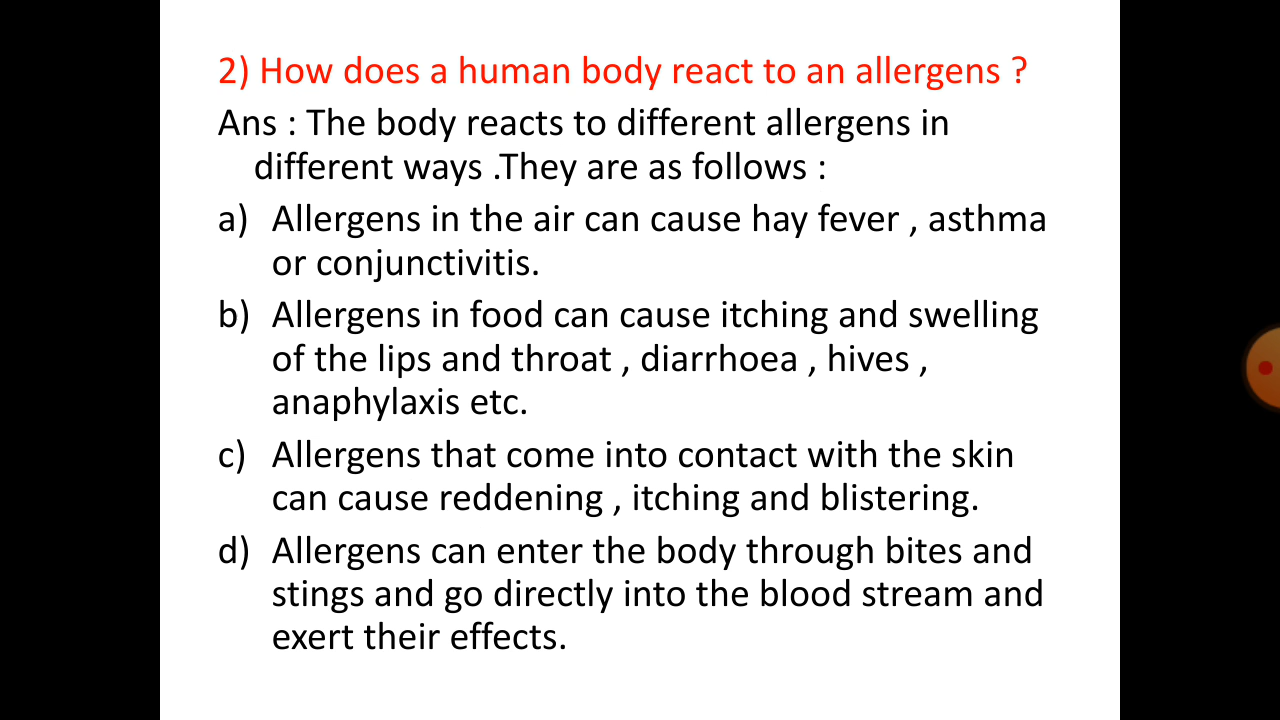 2) How does a human body react to an allergens ?
Ans : The body reacts to different allergens in
different ways .They are as follows :
a) Allergens in the air can cause hay fever , asthma
or conjunctivitis.
b) Allergens in food can cause itching and swelling
of the lips and throat , diarrhoea , hives ,
anaphylaxis etc.
c) Allergens that come into contact with the skin
can cause reddening , itching and blistering.
d) Allergens can enter the body through bites and
stings and go directly into the blood stream and
exert their effects.